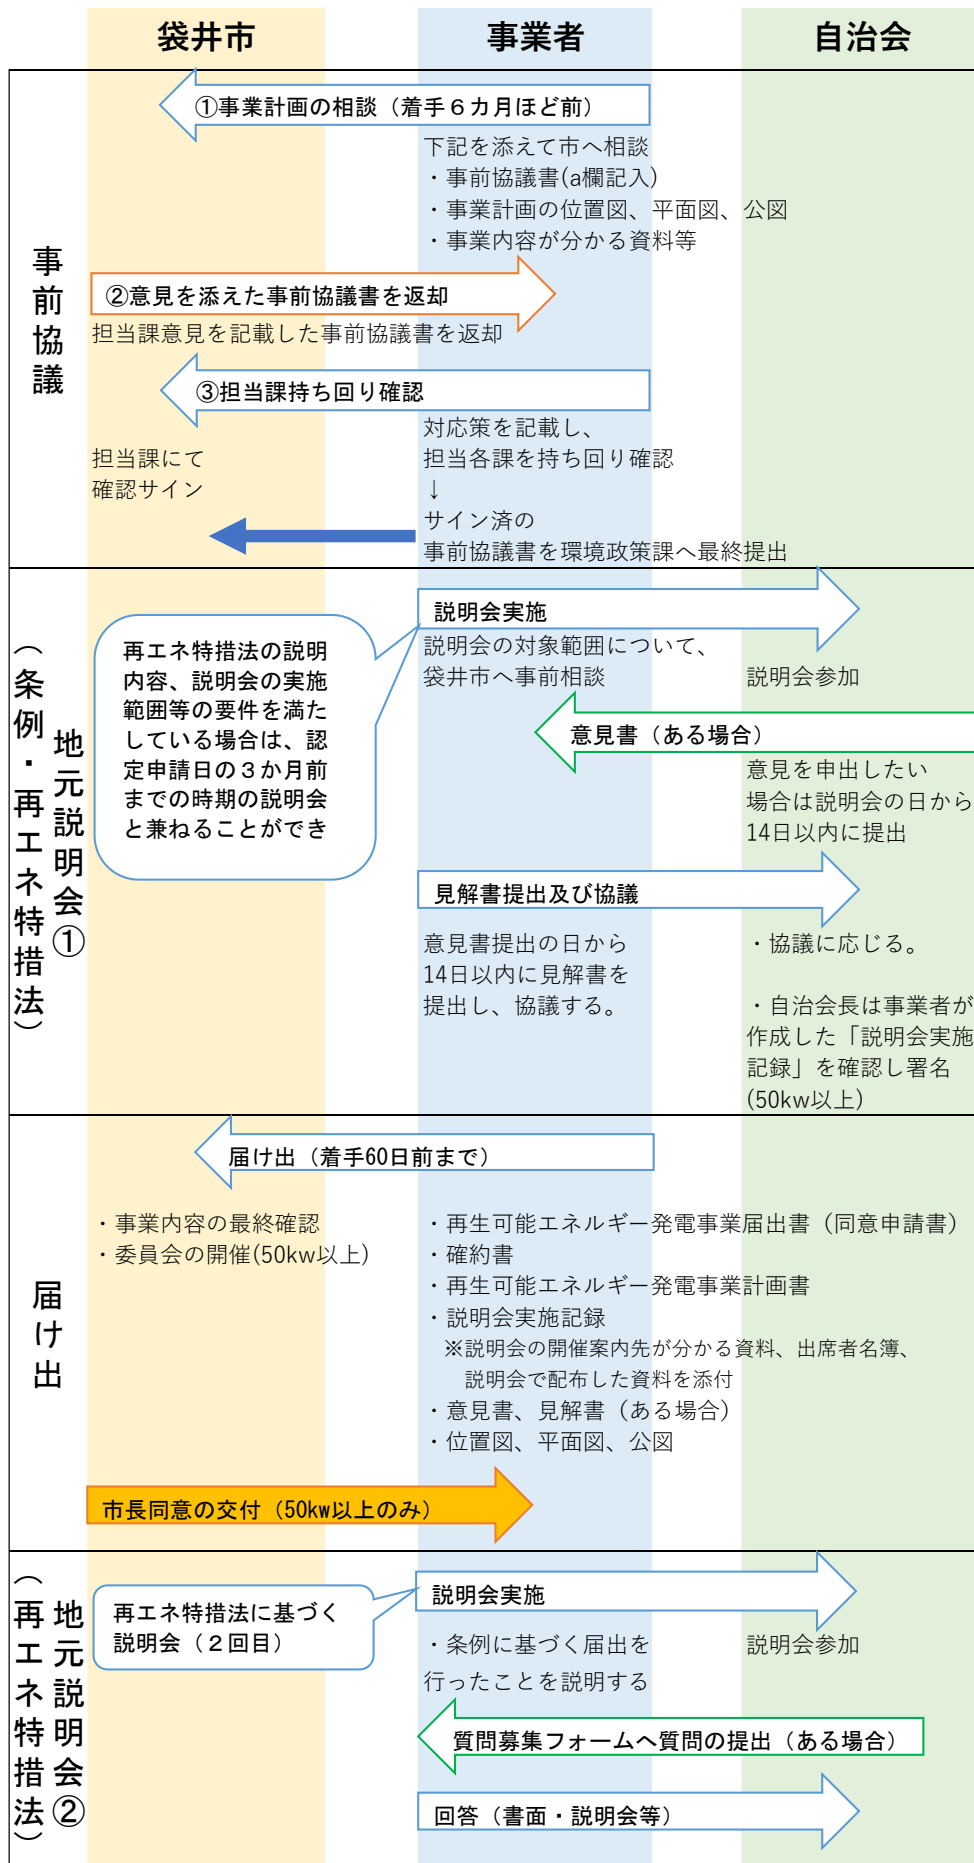 袋井市
事業者
自治会
事前協議
①事業計画の相談（着手６カ月ほど前）
下記を添えて市へ相談
・事前協議書(a欄記入)
・事業計画の位置図、平面図、公図
・事業内容が分かる資料等
②意見を添えた事前協議書を返却
担当課意見を記載した事前協議書を返却
③担当課持ち回り確認
対応策を記載し、
担当各課を持ち回り確認
↓
サイン済の
事前協議書を環境政策課へ最終提出
担当課にて
確認サイン
地元説明会①
（条例・再エネ特措法）
説明会実施
説明会の対象範囲について、
袋井市へ事前相談
説明会参加
再エネ特措法の説明
内容、説明会の実施
範囲等の要件を満た
している場合は、認
定申請日の３か月前
までの時期の説明会
と兼ねることができ
意見書（ある場合）
意見を申出したい
場合は説明会の日から
14日以内に提出
見解書提出及び協議
意見書提出の日から
14日以内に見解書を
提出し、協議する。
・協議に応じる。
・自治会長は事業者が
作成した「説明会実施
記録」を確認し署名
(50kw以上)
届け出
届け出（着手60日前まで）
・事業内容の最終確認
・委員会の開催(50kw以上)
・再生可能エネルギー発電事業届出書（同意申請書）
・確約書
・再生可能エネルギー発電事業計画書
・説明会実施記録
※説明会の開催案内先が分かる資料、出席者名簿、
説明会で配布した資料を添付
・意見書、見解書（ある場合）
・位置図、平面図、公図
市長同意の交付（50kw以上のみ）
地元説明会②
（再エネ特措法）
説明会実施
再エネ特措法に基づく
説明会（２回目）
・条例に基づく届出を
行ったことを説明する
説明会参加
質問募集フォームへ質問の提出（ある場合）
回答（書面・説明会等）